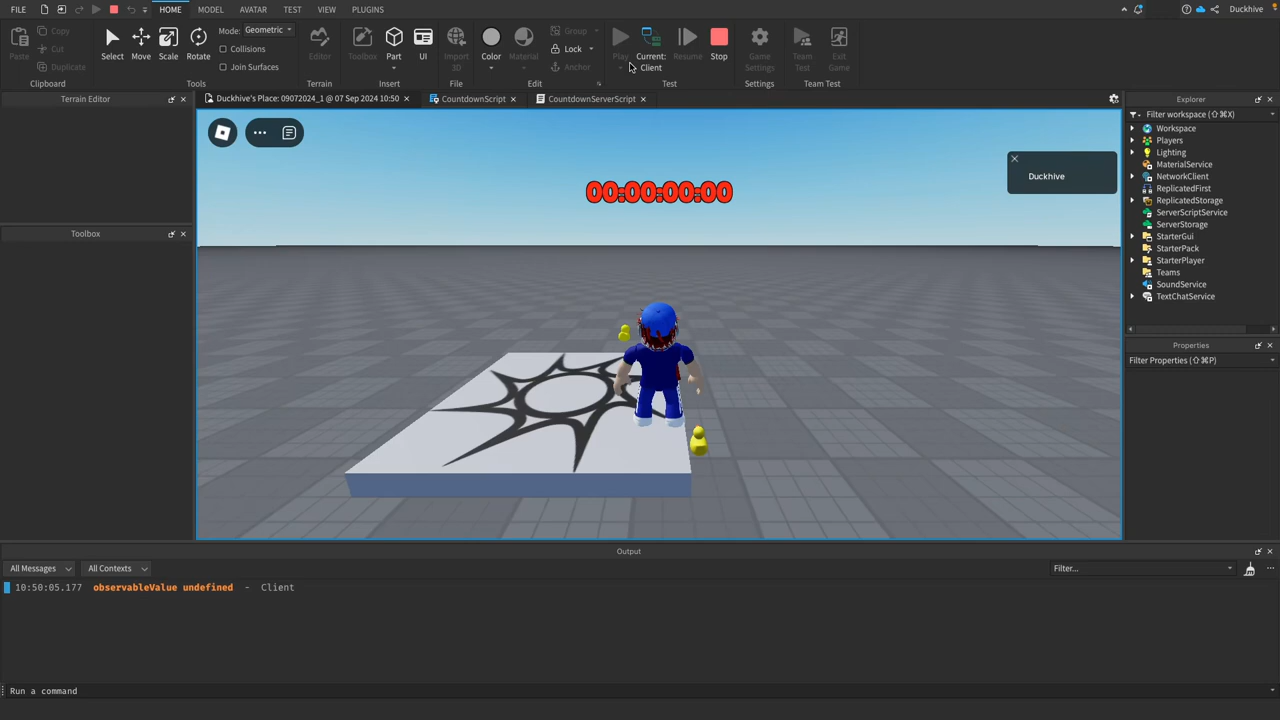 FILE HOME MODEL AVATAR TEST VIEW PLUGINS Duckhive
Paste Copy Cut Duplicate
Clipboard
Select Move Scale Rotate
Mode: Geometric
Collisions
Join Surfaces
Tools
Editor
Terrain
Toolbox Part UI
Insert
Import 3D
File
Color Material Group Lock Anchor
Edit
Play Current: Client Resume Stop
Test
Game Settings
Settings
Team Test Exit Game
Team Test
Terrain Editor
Toolbox
Duckhive's Place: 09072024_1 @ 07 Sep 2024 10:50 CountdownScript CountdownServerScript
00:00:00:00
Duckhive
Explorer
Filter workspace (⇧⌘X)
Workspace
Players
Lighting
MaterialService
NetworkClient
ReplicatedFirst
ReplicatedStorage
ServerScriptService
ServerStorage
StarterGui
StarterPack
StarterPlayer
Teams
SoundService
TextChatService
Properties
Filter Properties (⇧⌘P)
Output
All Messages All Contexts Filter...
10:50:05.177 observableValue undefined - Client
Run a command